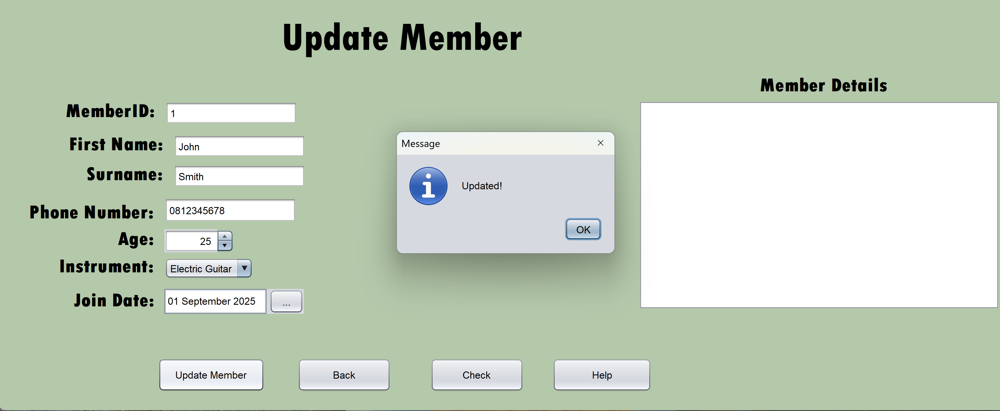 Update Member
Member Details
MemberID: 1
First Name: John
Surname: Smith
Phone Number: 0812345678
Age: 25
Instrument: Electric Guitar
Join Date: 01 September 2025 ...
Message
Updated!
OK
Update Member Back Check Help